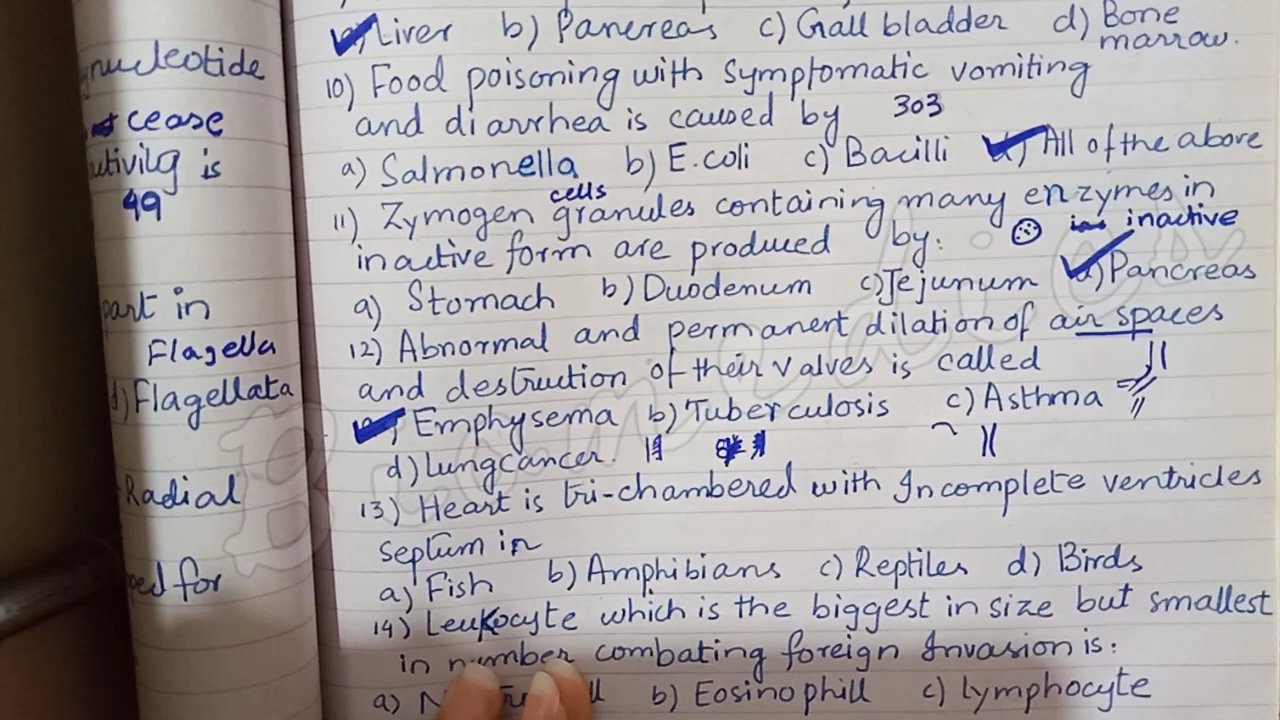 nucleotide
cease
is
49
part in
Flagella
d) Flagellata
Radial
for
a) Liver b) Pancreas c) Gall bladder d) Bone marrow.
10) Food poisoning with symptomatic vomiting
and diarrhea is caused by 303
a) Salmonella b) E.coli c) Bacilli d) All of the above
cells
11) Zymogen granules containing many enzymes in
inactive form are produced by: inactive
a) Stomach b) Duodenum c) Jejunum d) Pancreas
12) Abnormal and permanent dilation of air spaces
and destruction of their valves is called
a) Emphysema b) Tuberculosis c) Asthma
d) Lung cancer.
13) Heart is tri-chambered with Incomplete ventricles
septum in
a) Fish b) Amphibians c) Reptiles d) Birds
14) Leukocyte which is the biggest in size but smallest
in number combating foreign Invasion is:
a) b) Eosinophill c) lymphocyte